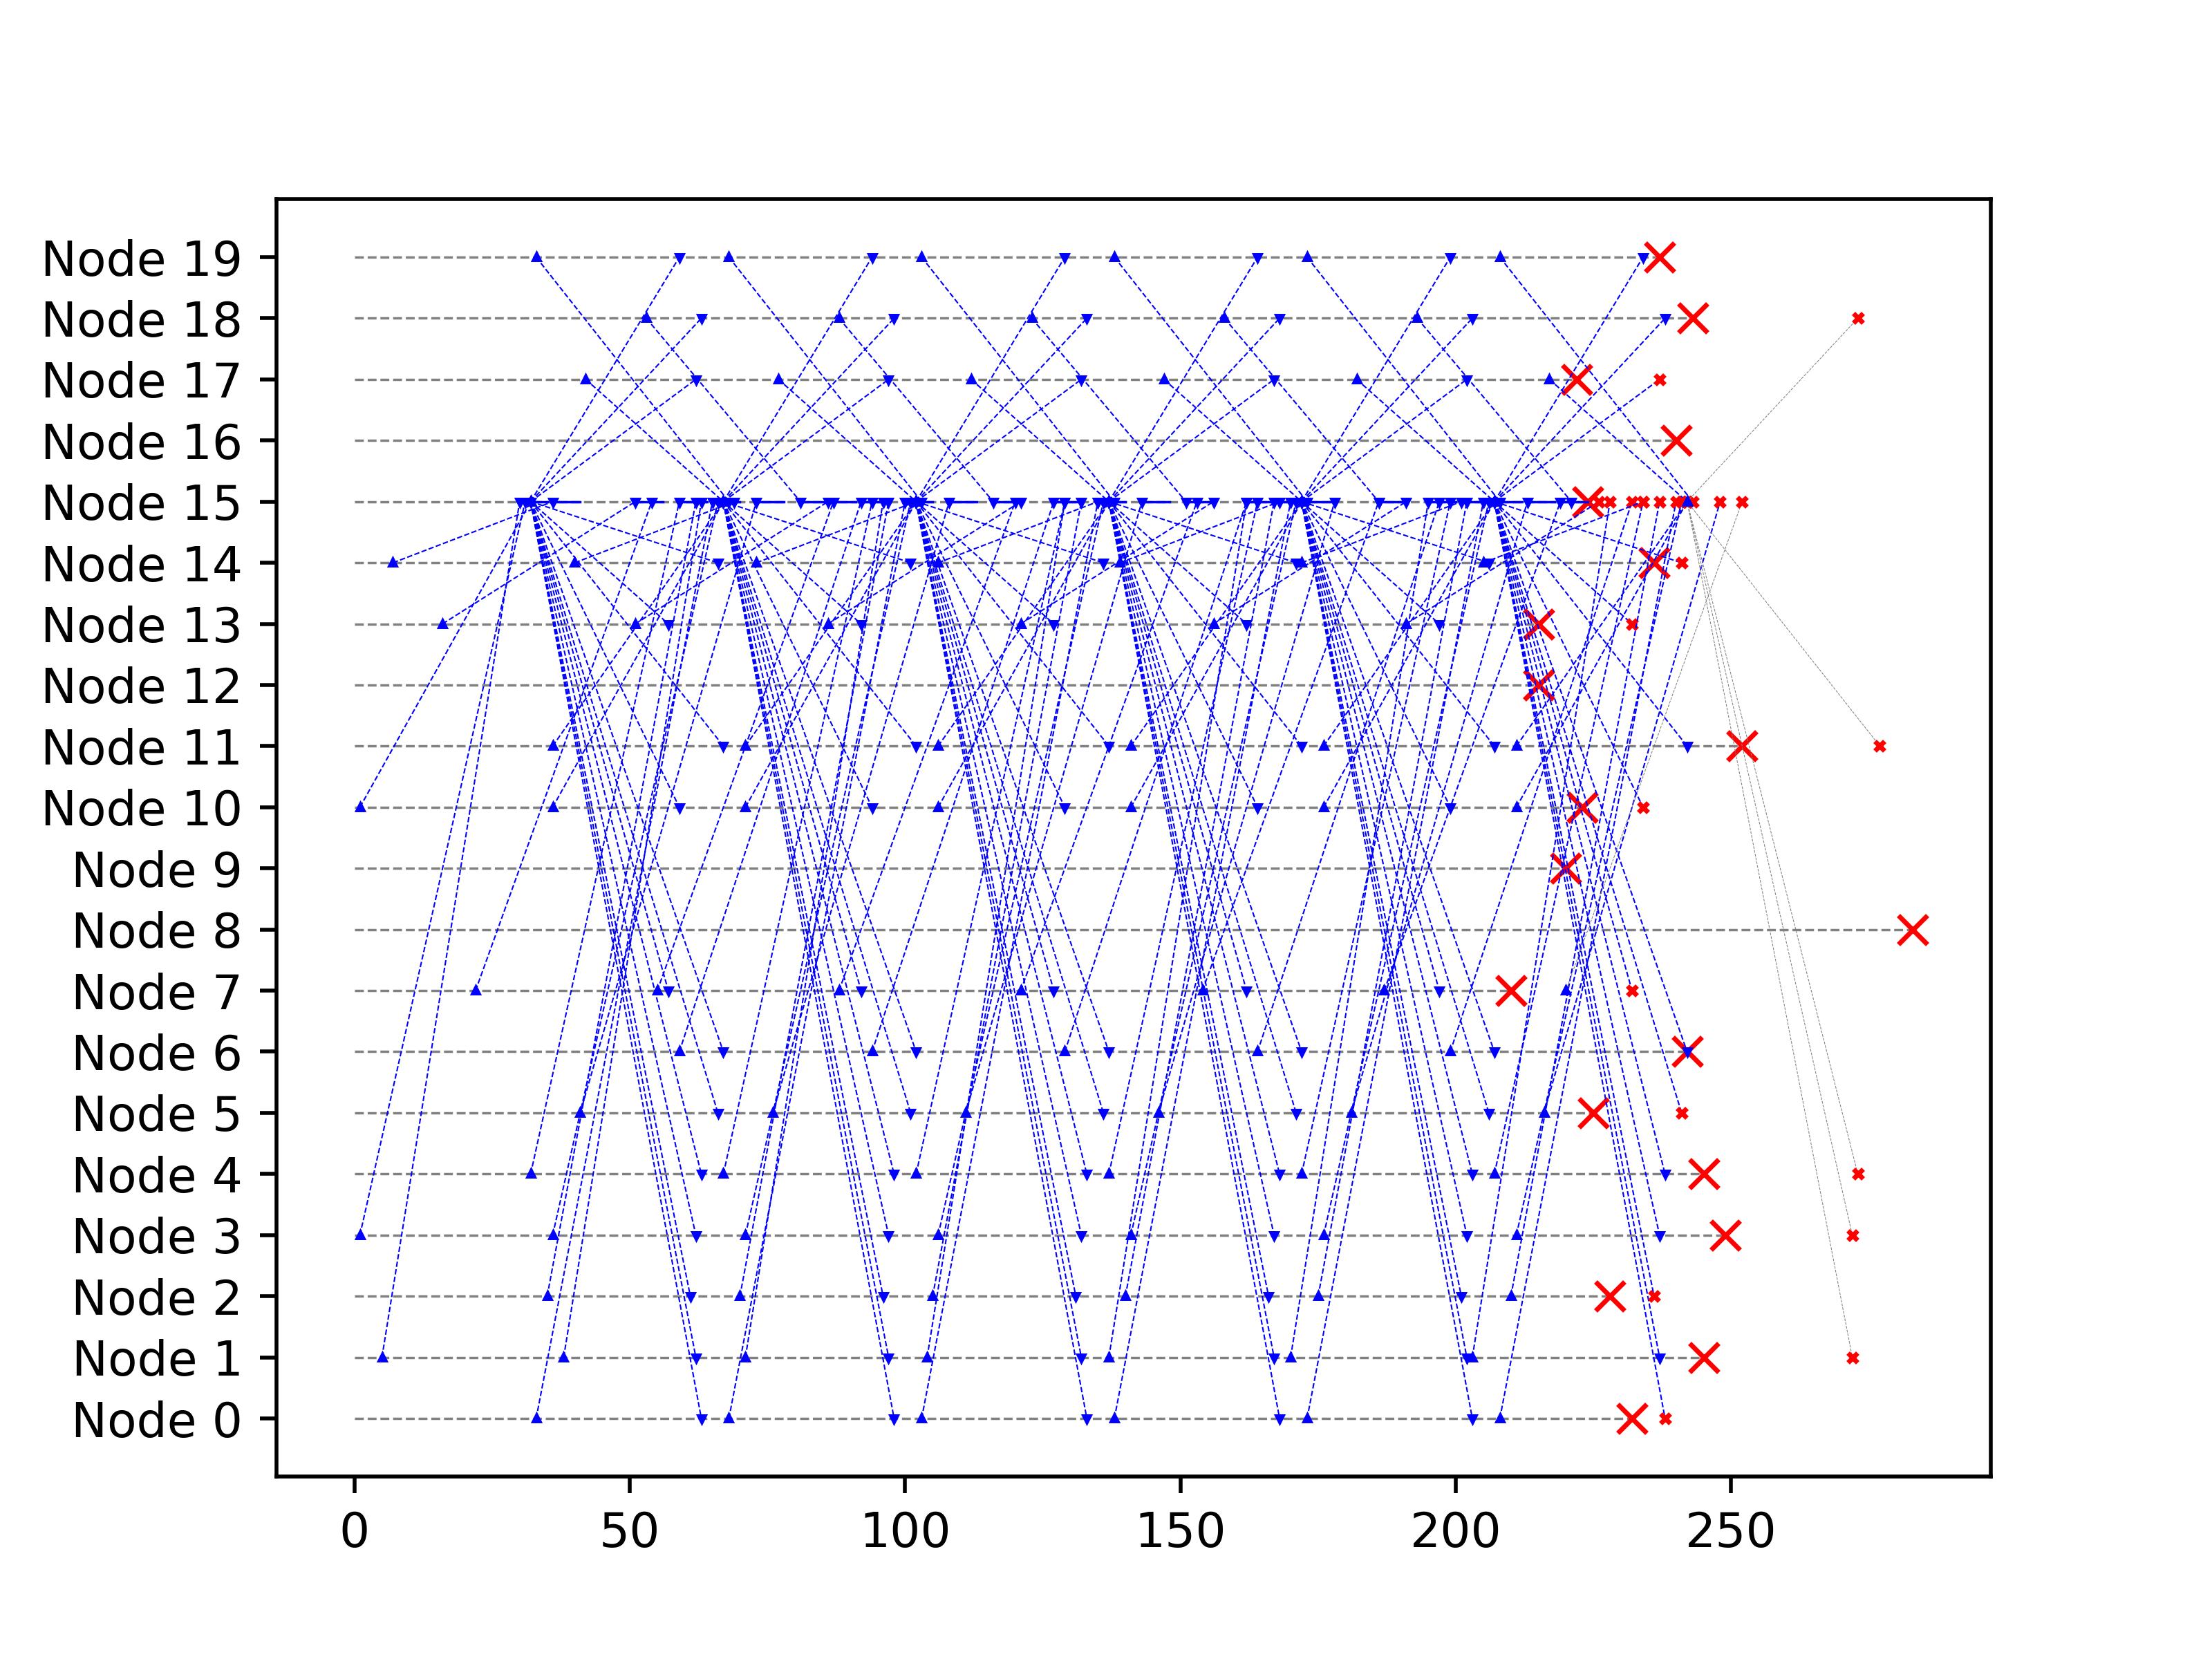 Node 19
Node 18
Node 17
Node 16
Node 15
Node 14
Node 13
Node 12
Node 11
Node 10
Node 9
Node 8
Node 7
Node 6
Node 5
Node 4
Node 3
Node 2
Node 1
Node 0
0 50 100 150 200 250